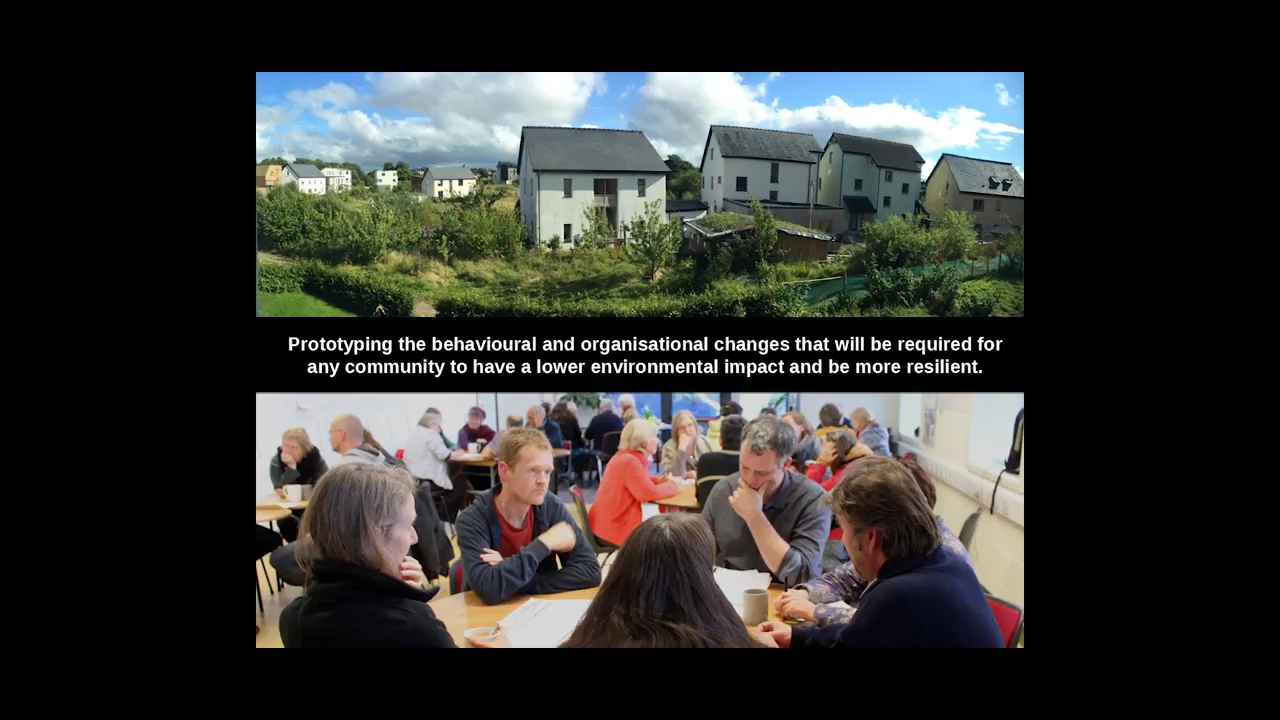 Prototyping the behavioural and organisational changes that will be required for
any community to have a lower environmental impact and be more resilient.